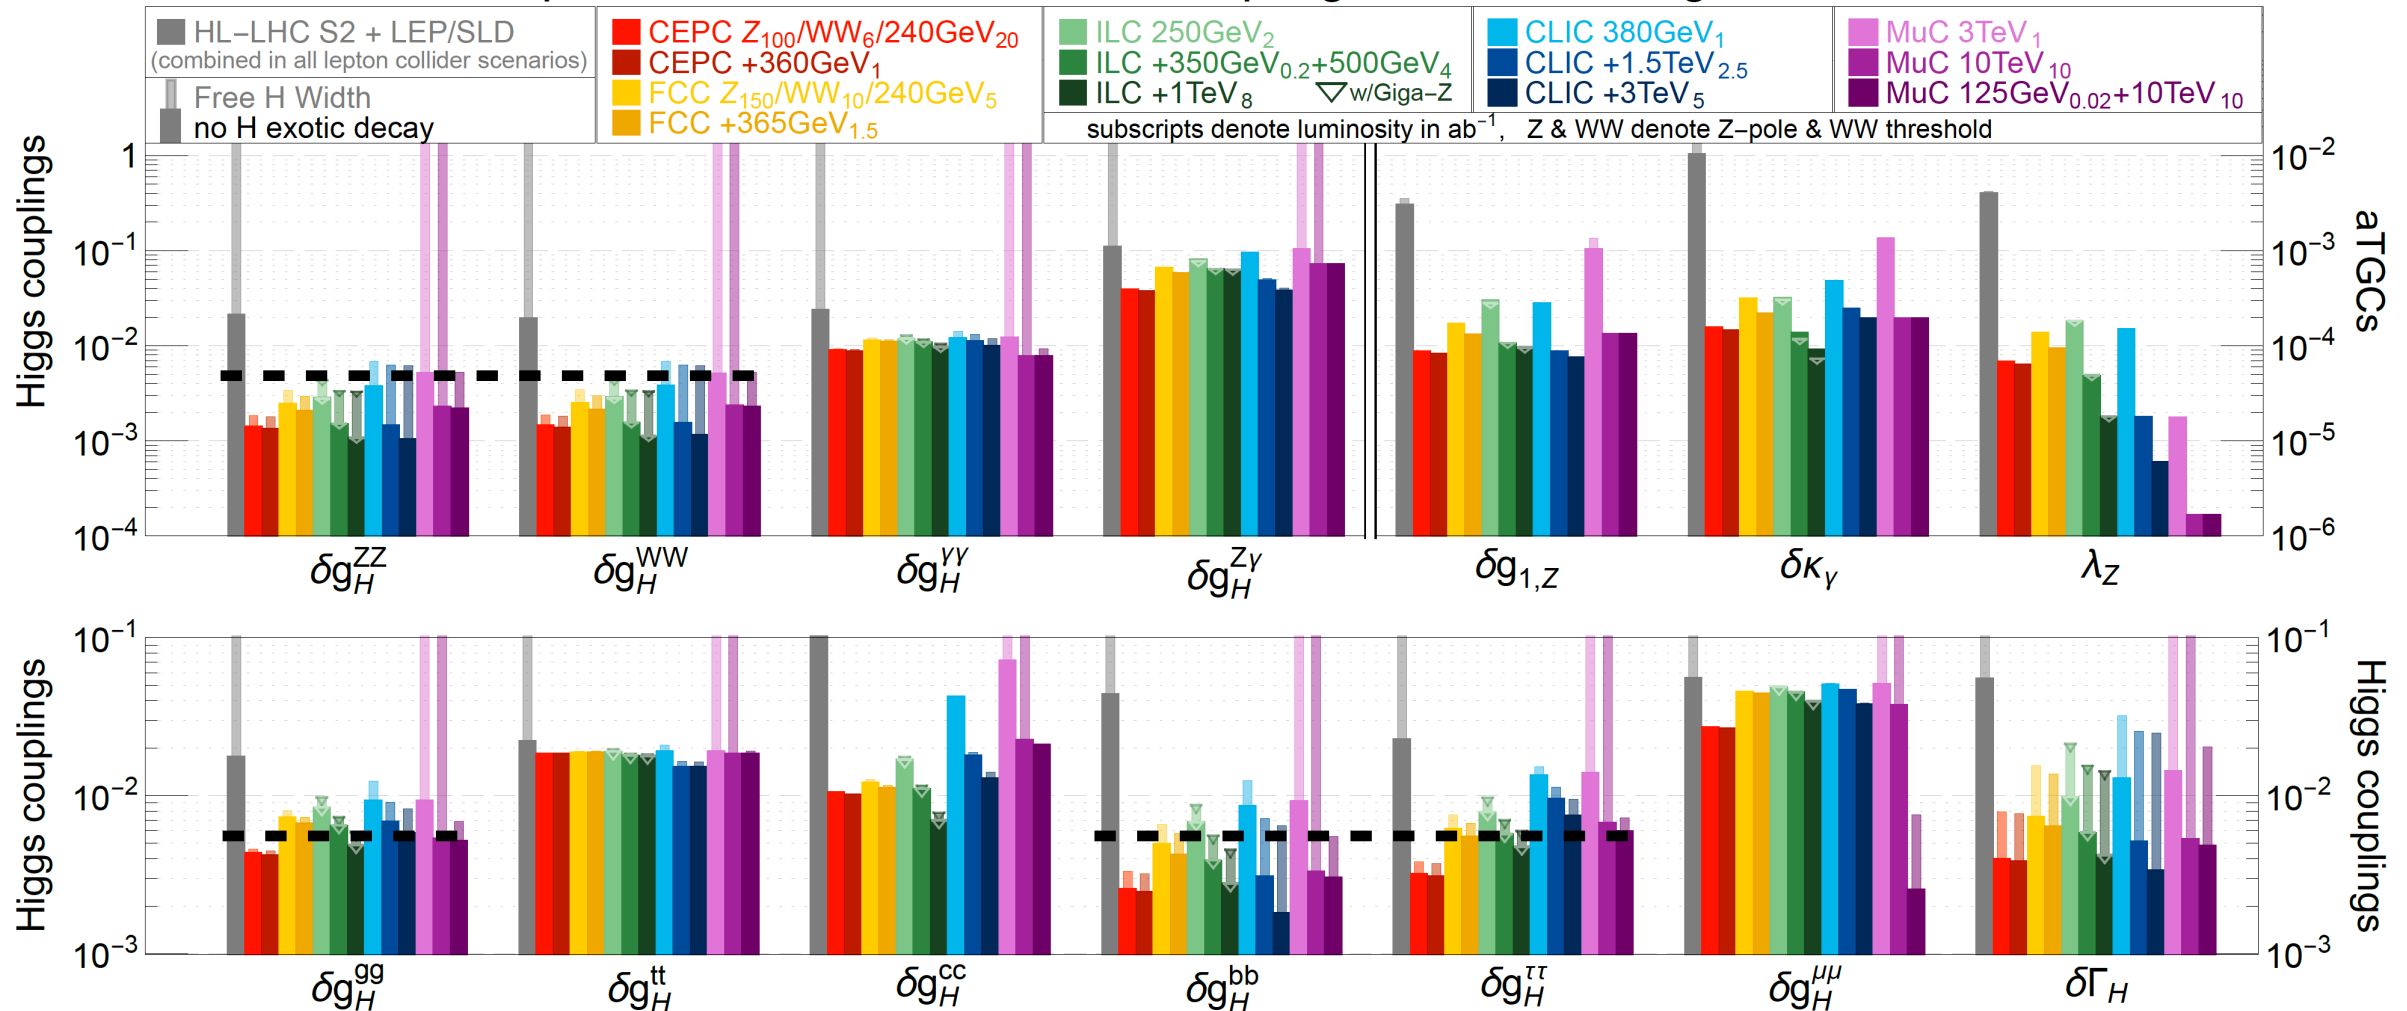 HL−LHC S2 + LEP/SLD
(combined in all lepton collider scenarios)
Free H Width
no H exotic decay
CEPC Z100/WW6/240GeV20
CEPC +360GeV1
FCC Z150/WW10/240GeV5
FCC +365GeV1.5
ILC 250GeV2
ILC +350GeV0.2+500GeV4
ILC +1TeV8 ▽w/Giga−Z
CLIC 380GeV1
CLIC +1.5TeV2.5
CLIC +3TeV5
MuC 3TeV1
MuC 10TeV10
MuC 125GeV0.02+10TeV10
subscripts denote luminosity in ab−1, Z & WW denote Z−pole & WW threshold
Higgs couplings
1
10−1
10−2
10−3
10−4
10−2
10−3
10−4
10−5
10−6
aTGCs
δgHZZ
δgHWW
δgHγγ
δgHZγ
δg1,Z
δκγ
λZ
Higgs couplings
10−1
10−2
10−3
10−1
10−2
10−3
Higgs couplings
δgHgg
δgHtt
δgHcc
δgHbb
δgHττ
δgHμμ
δΓH